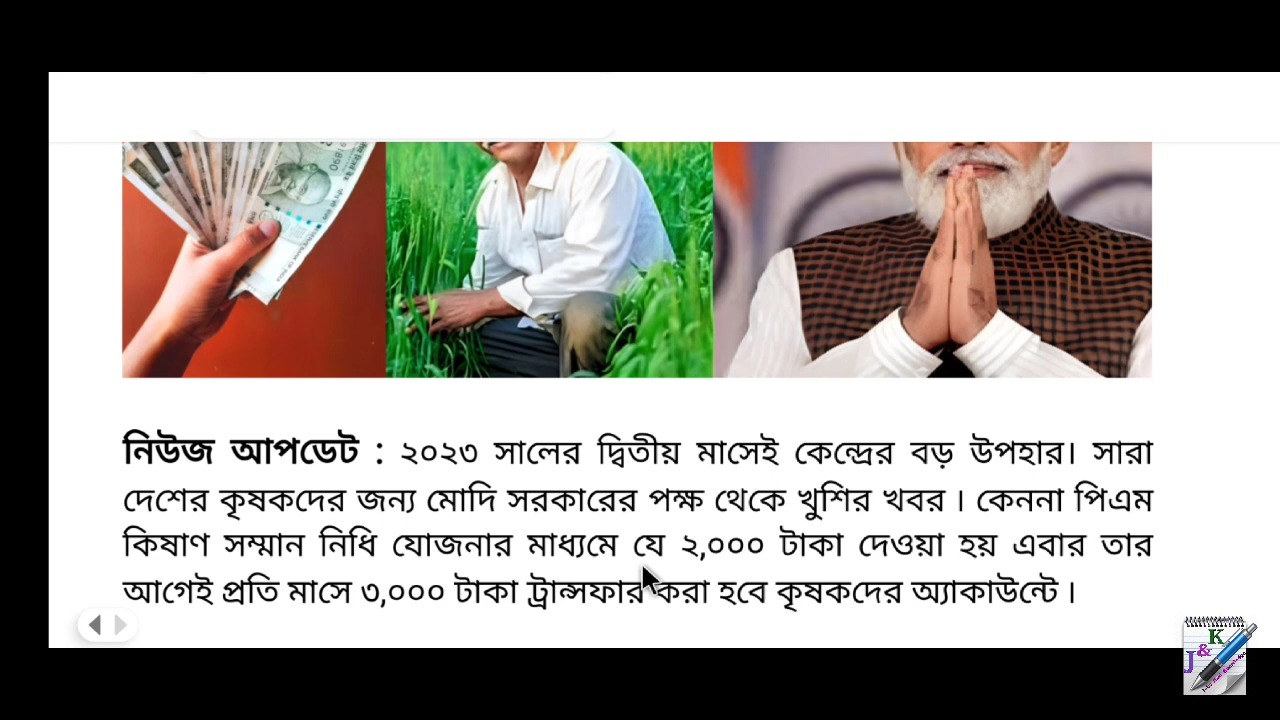 নিউজ আপডেট : ২০২৩ সালের দ্বিতীয় মাসেই কেন্দ্রের বড় উপহার। সারা
দেশের কৃষকদের জন্য মোদি সরকারের পক্ষ থেকে খুশির খবর । কেননা পিএম
কিষাণ সম্মান নিধি যোজনার মাধ্যমে যে ২,০০০ টাকা দেওয়া হয় এবার তার
আগেই প্রতি মাসে ৩,০০০ টাকা ট্রান্সফার করা হবে কৃষকদের অ্যাকাউন্টে ।
J&K